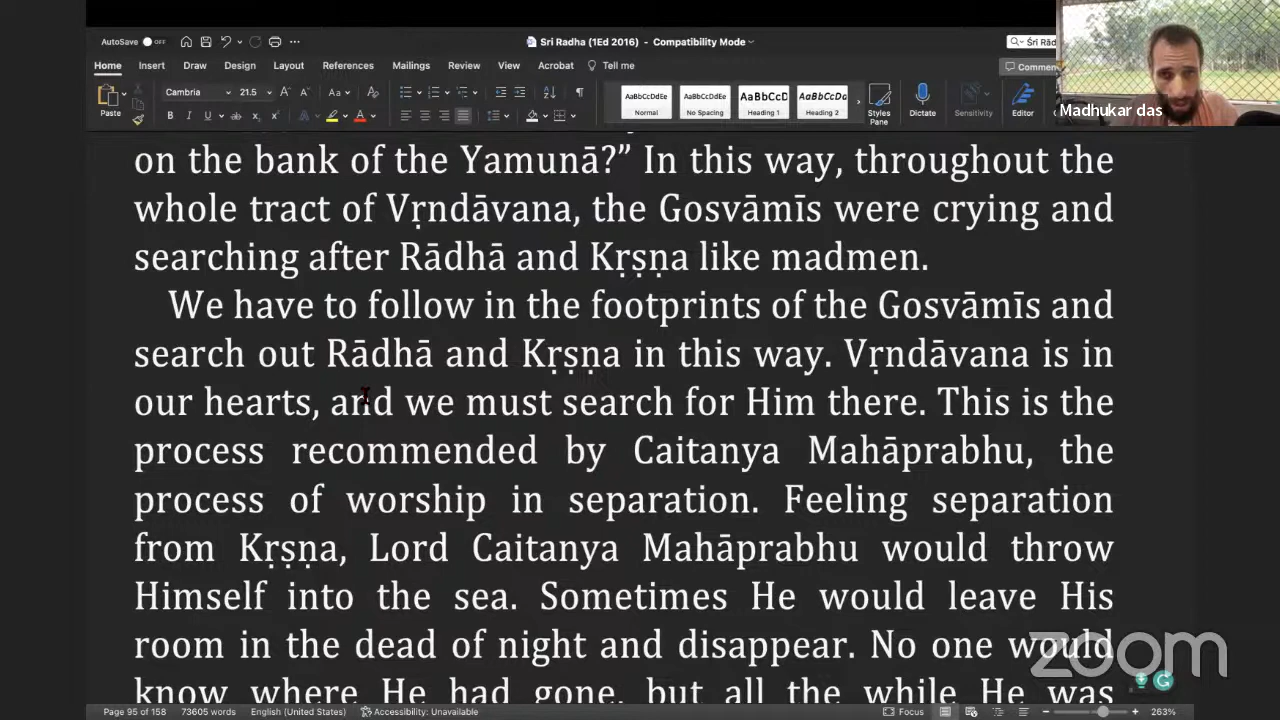 AutoSave OFF
Sri Radha (1Ed 2016) - Compatibility Mode
Home Insert Draw Design Layout References Mailings Review View Acrobat Tell me
Paste
Cambria 21.5
AaBbCcDdEe AaBbCcDdEe AaBbCcD AaBbCcDc
Normal No Spacing Heading 1 Heading 2
Styles Pane
Dictate
Sensitivity
Editor
Madhukar das
on the bank of the Yamunā?” In this way, throughout the
whole tract of Vṛndāvana, the Gosvāmīs were crying and
searching after Rādhā and Kṛṣṇa like madmen.
We have to follow in the footprints of the Gosvāmīs and
search out Rādhā and Kṛṣṇa in this way. Vṛndāvana is in
our hearts, and we must search for Him there. This is the
process recommended by Caitanya Mahāprabhu, the
process of worship in separation. Feeling separation
from Kṛṣṇa, Lord Caitanya Mahāprabhu would throw
Himself into the sea. Sometimes He would leave His
room in the dead of night and disappear. No one would
know where He had gone, but all the while He was
zoom
Page 95 of 158 73605 words English (United States) Accessibility: Unavailable Focus 263%